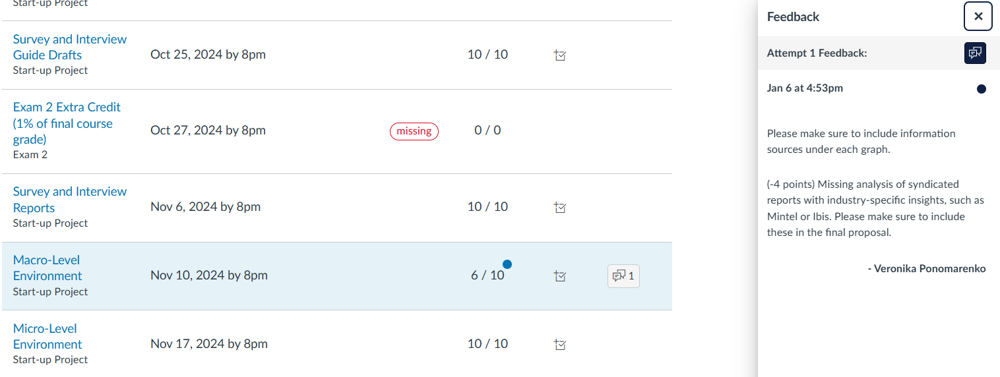 Start-up Project
Survey and Interview
Guide Drafts
Start-up Project
Oct 25, 2024 by 8pm
10 / 10
Exam 2 Extra Credit
(1% of final course
grade)
Exam 2
Oct 27, 2024 by 8pm
missing
0 / 0
Survey and Interview
Reports
Start-up Project
Nov 6, 2024 by 8pm
10 / 10
Macro-Level
Environment
Start-up Project
Nov 10, 2024 by 8pm
6 / 10
1
Micro-Level
Environment
Start-up Project
Nov 17, 2024 by 8pm
10 / 10
Feedback
Attempt 1 Feedback:
Jan 6 at 4:53pm
Please make sure to include information
sources under each graph.
(-4 points) Missing analysis of syndicated
reports with industry-specific insights, such as
Mintel or Ibis. Please make sure to include
these in the final proposal.
- Veronika Ponomarenko